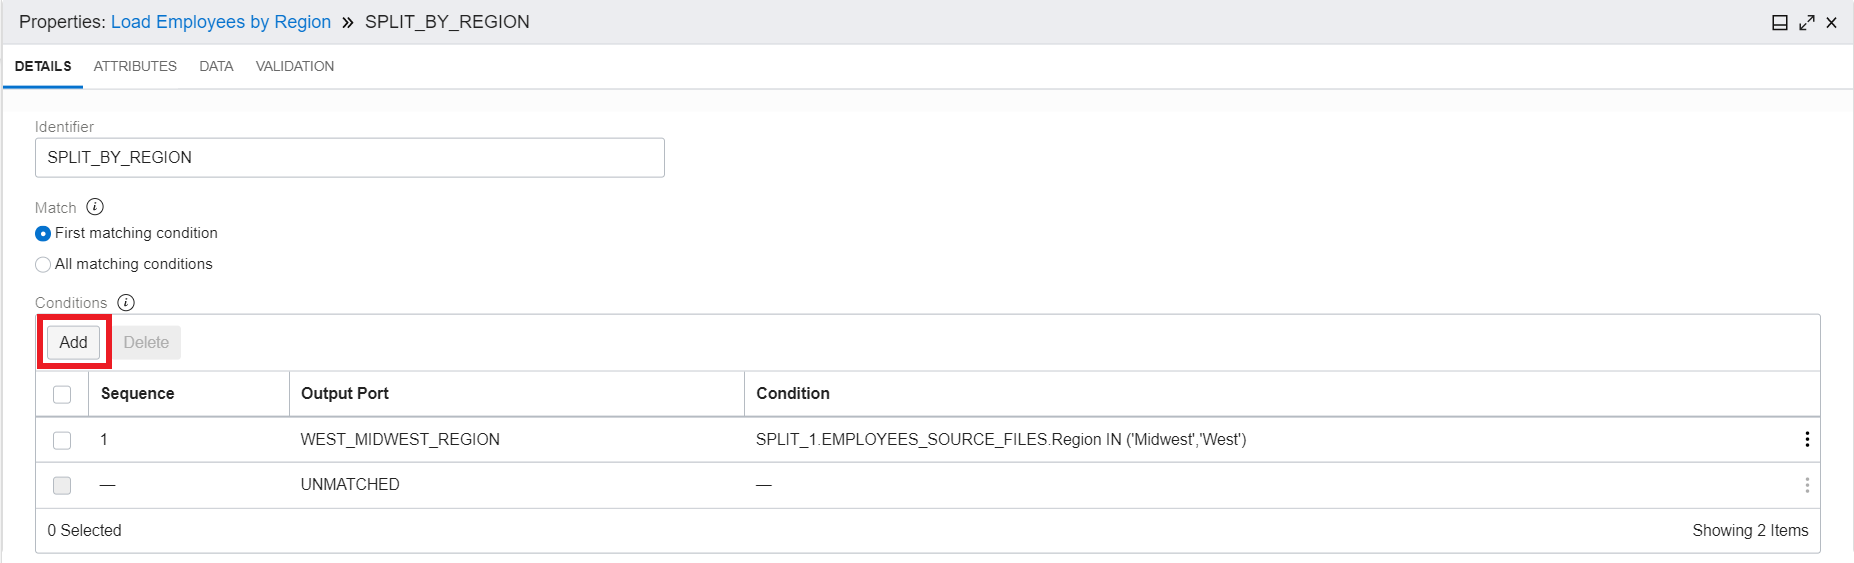 Properties: Load Employees by Region » SPLIT_BY_REGION
DETAILS ATTRIBUTES DATA VALIDATION
Identifier
SPLIT_BY_REGION
Match i
First matching condition
All matching conditions
Conditions i
Add Delete
Sequence Output Port Condition
1 WEST_MIDWEST_REGION SPLIT_1.EMPLOYEES_SOURCE_FILES.Region IN ('Midwest','West')
— UNMATCHED —
0 Selected Showing 2 Items